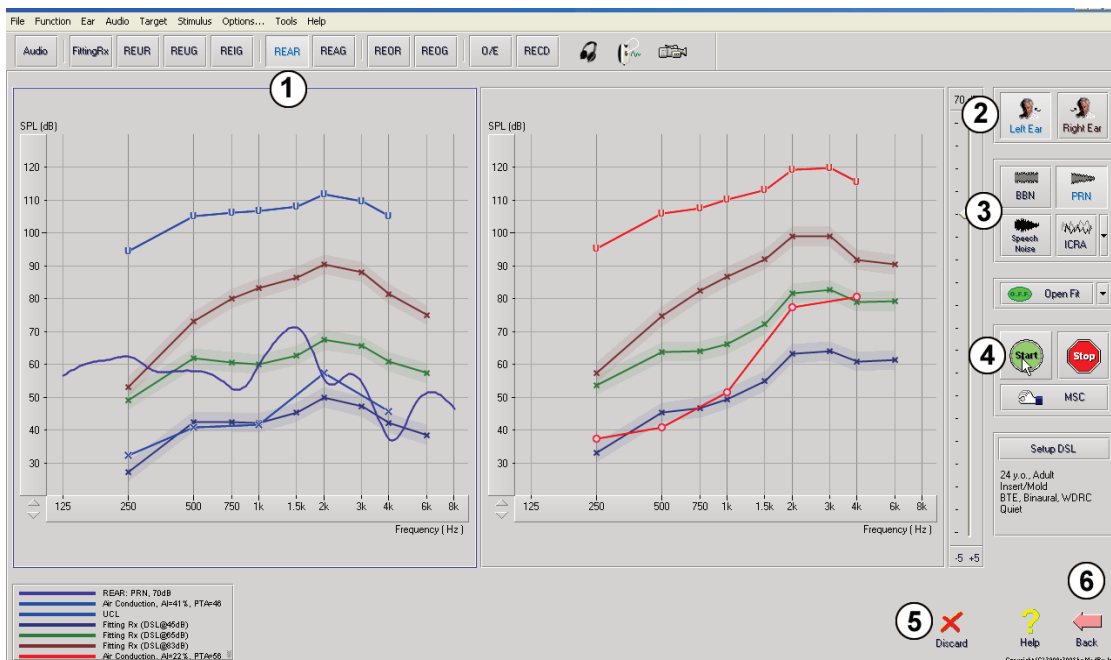 File Function Ear Audio Target Stimulus Options... Tools Help
Audio FittingRx REUR REUG REIG REAR REAG REOR REOG O/E RECD
1
SPL (dB)
120
110
100
90
80
70
60
50
40
30
125 250 500 750 1k 1.5k 2k 3k 4k 6k 8k
Frequency ( Hz )
SPL (dB)
120
110
100
90
80
70
60
50
40
30
125 250 500 750 1k 1.5k 2k 3k 4k 6k 8k
Frequency ( Hz )
70
-5 +5
2
Left Ear Right Ear
3
BBN PRN
Speech Noise ICRA
O.F.F. Open Fit
4
Start Stop
MSC
Setup DSL
24 y.o., Adult
Insert/Mold
BTE, Binaural, WDRC
Quiet
REAR: PRN, 70dB
Air Conduction, AI=41%, PTA=46
UCL
Fitting Rx (DSL@45dB)
Fitting Rx (DSL@65dB)
Fitting Rx (DSL@83dB)
Air Conduction, AI=22%, PTA=56
5
Discard
Help
6
Back